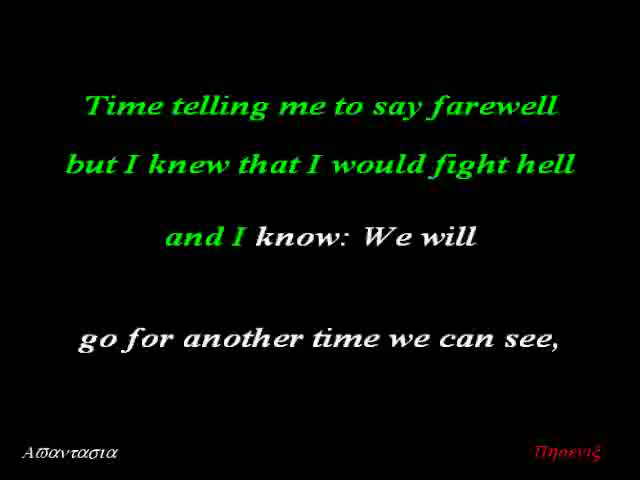 Time telling me to say farewell
but I knew that I would fight hell
and I know: We will
go for another time we can see,
Αϖαντασια
Πηοενιξ